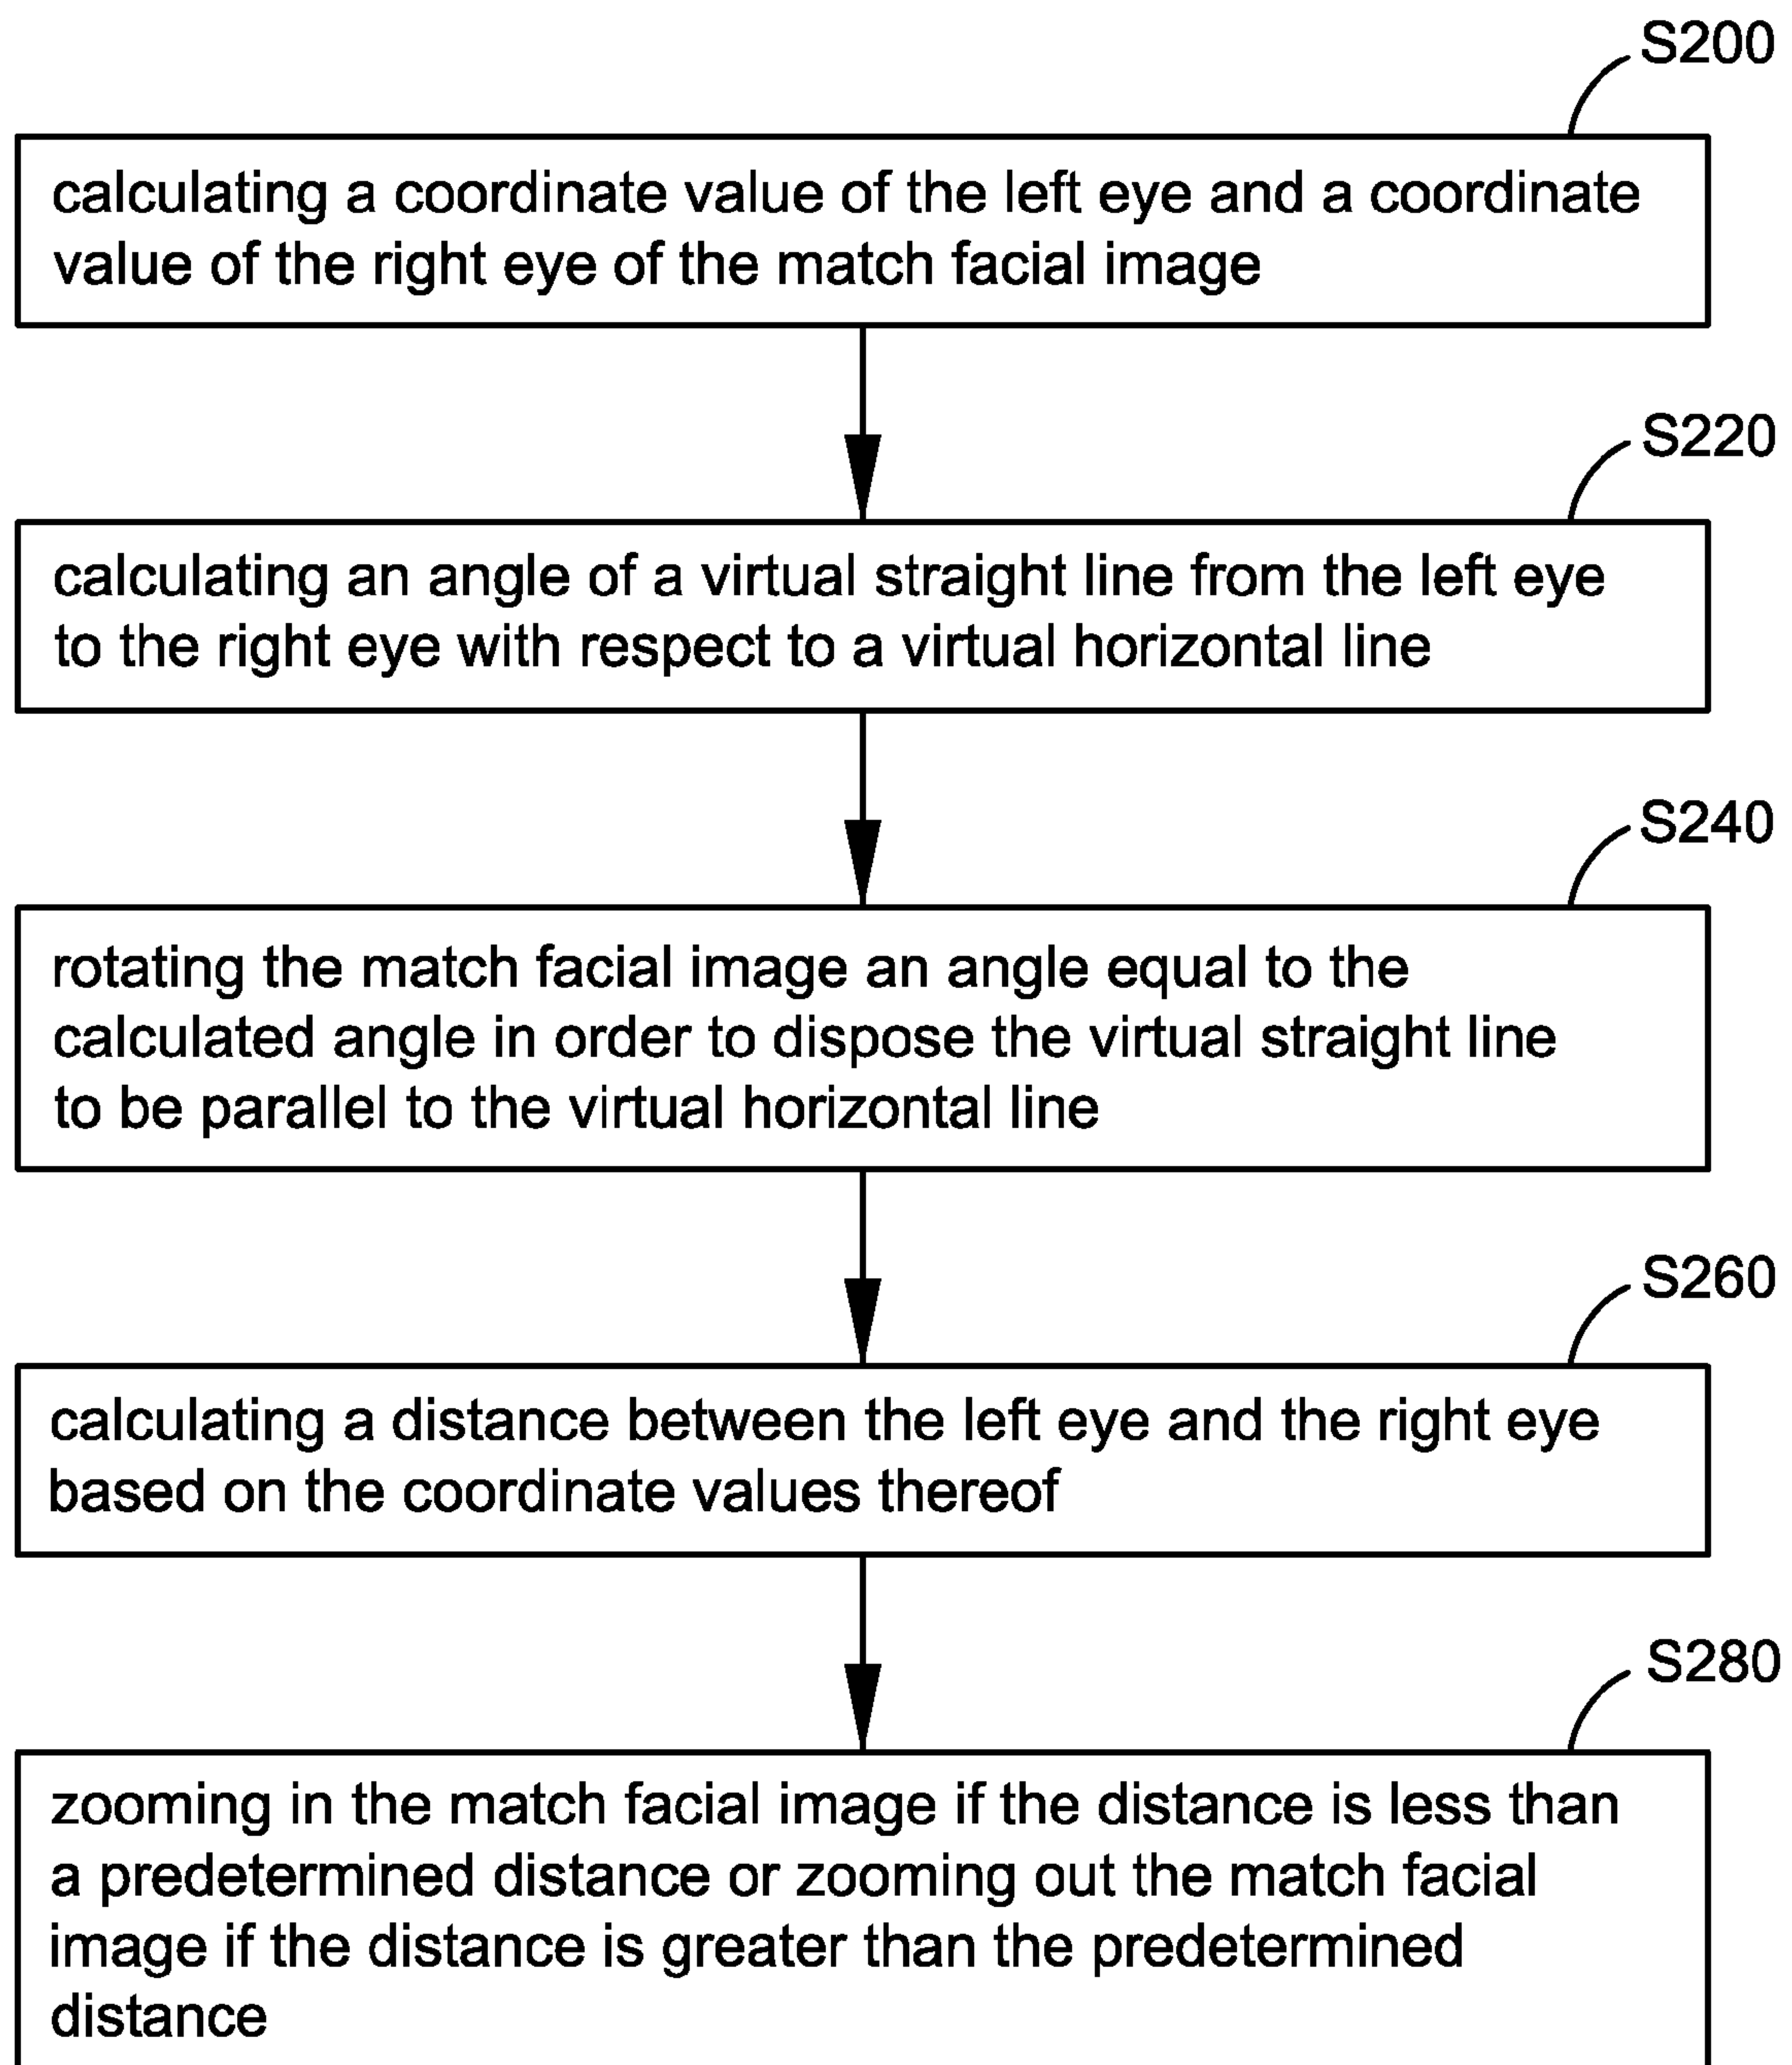 S200
calculating a coordinate value of the left eye and a coordinate
value of the right eye of the match facial image
S220
calculating an angle of a virtual straight line from the left eye
to the right eye with respect to a virtual horizontal line
S240
rotating the match facial image an angle equal to the
calculated angle in order to dispose the virtual straight line
to be parallel to the virtual horizontal line
S260
calculating a distance between the left eye and the right eye
based on the coordinate values thereof
S280
zooming in the match facial image if the distance is less than
a predetermined distance or zooming out the match facial
image if the distance is greater than the predetermined
distance